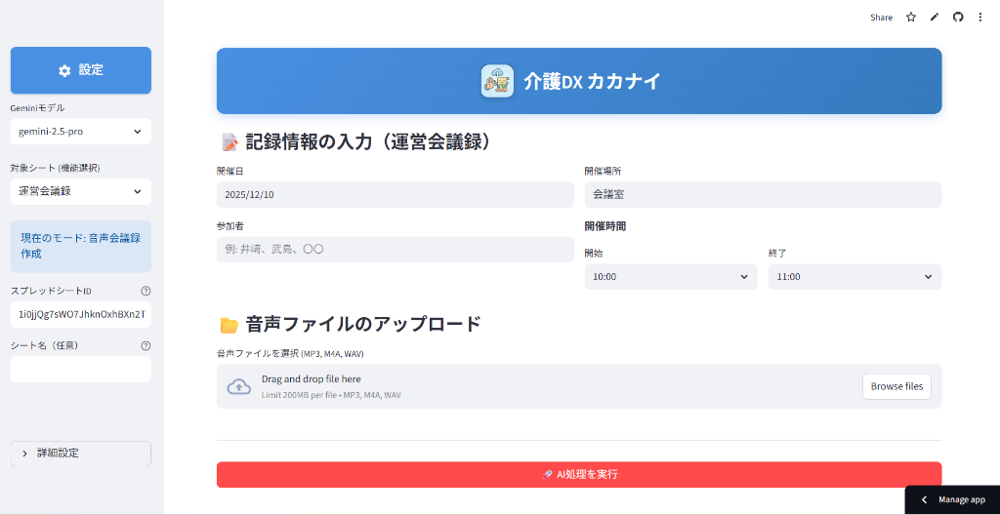 Share
設定
Geminiモデル
gemini-2.5-pro
対象シート (機能選択)
運営会議録
現在のモード: 音声会議録
作成
スプレッドシートID
1i0jjQg7sWO7JhknOxhBXn2T
シート名（任意）
詳細設定
介護DX カカナイ
記録情報の入力（運営会議録）
開催日
2025/12/10
開催場所
会議室
参加者
例: 井﨑、武島、〇〇
開催時間
開始
終了
10:00
11:00
音声ファイルのアップロード
音声ファイルを選択 (MP3, M4A, WAV)
Drag and drop file here
Limit 200MB per file • MP3, M4A, WAV
Browse files
AI処理を実行
Manage app